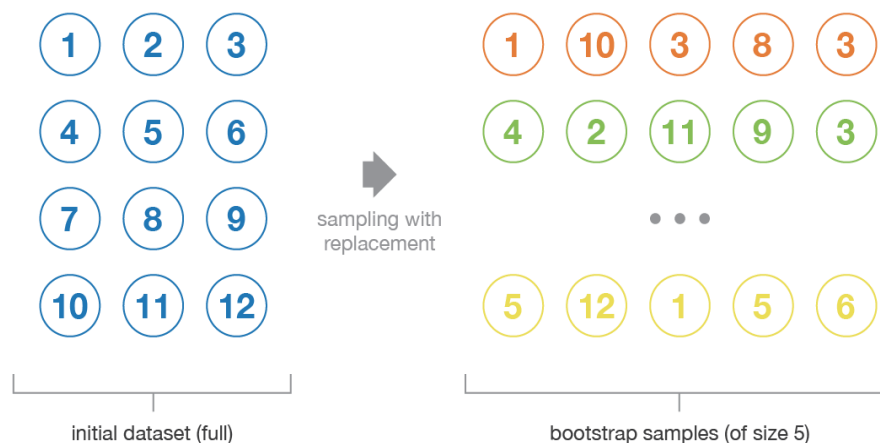 1 2 3
4 5 6
7 8 9
10 11 12
initial dataset (full)
sampling with
replacement
1 10 3 8 3
4 2 11 9 3
5 12 1 5 6
bootstrap samples (of size 5)